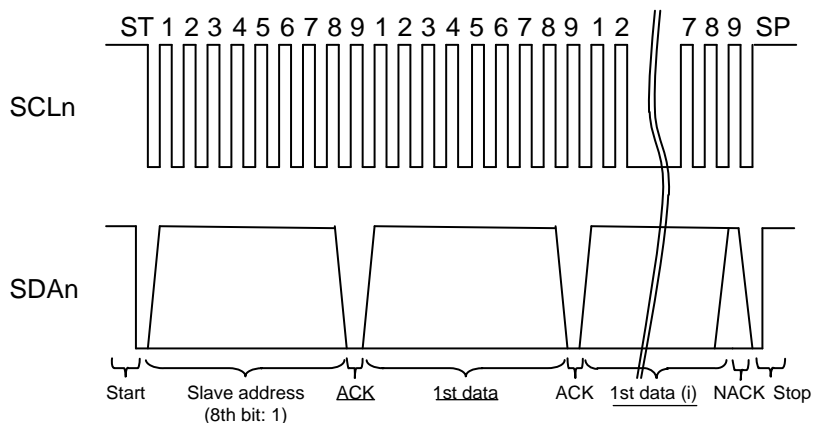 ST 1 2 3 4 5 6 7 8 9 1 2 3 4 5 6 7 8 9 1 2 7 8 9 SP
SCLn
SDAn
Start Slave address ACK 1st data ACK 1st data (i) NACK Stop
(8th bit: 1)